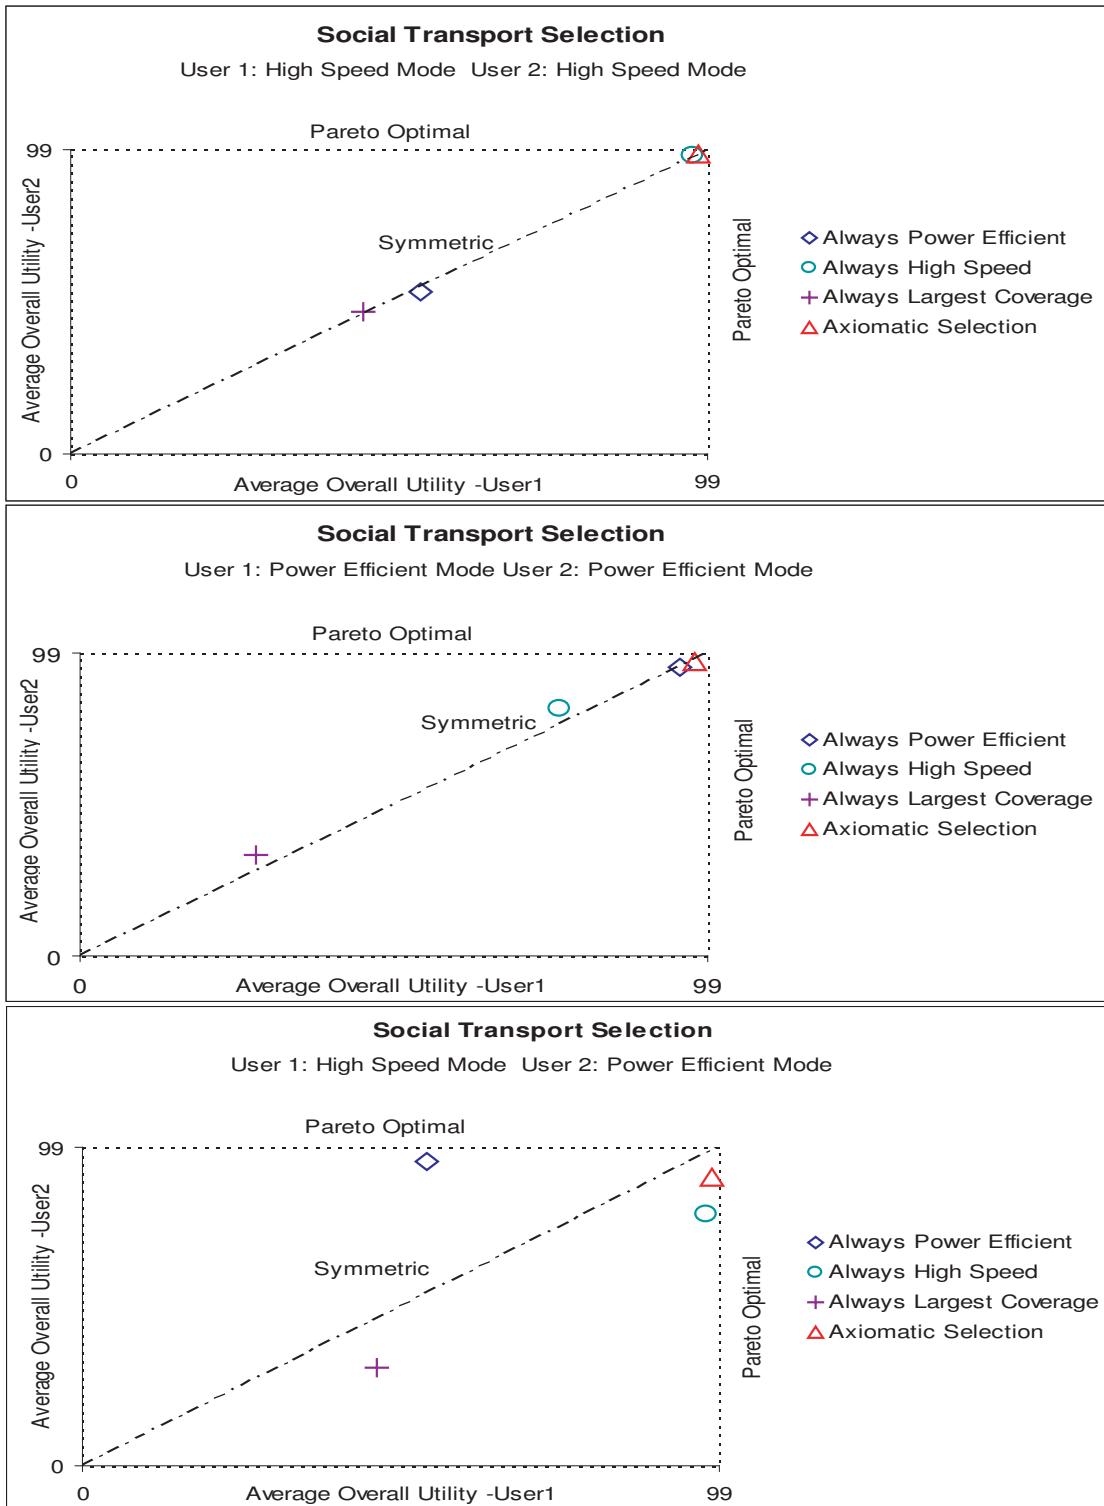 Social Transport Selection
User 1: High Speed Mode  User 2: High Speed Mode
Pareto Optimal
99
Average Overall Utility -User2
Symmetric
Pareto Optimal
Always Power Efficient
Always High Speed
Always Largest Coverage
Axiomatic Selection
0
0
Average Overall Utility -User1
99
Social Transport Selection
User 1: Power Efficient Mode User 2: Power Efficient Mode
Pareto Optimal
99
Average Overall Utility -User2
Symmetric
Pareto Optimal
Always Power Efficient
Always High Speed
Always Largest Coverage
Axiomatic Selection
0
0
Average Overall Utility -User1
99
Social Transport Selection
User 1: High Speed Mode  User 2: Power Efficient Mode
Pareto Optimal
99
Average Overall Utility -User2
Symmetric
Pareto Optimal
Always Power Efficient
Always High Speed
Always Largest Coverage
Axiomatic Selection
0
0
Average Overall Utility -User1
99